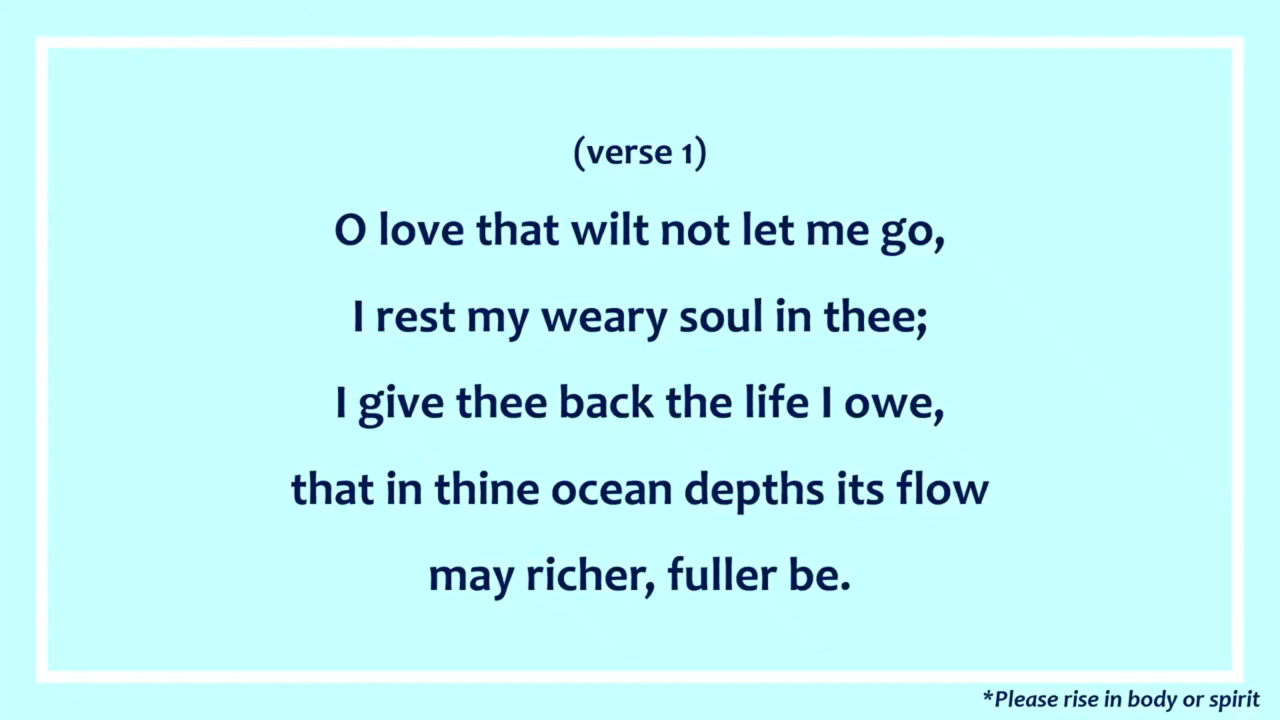 (verse 1)
O love that wilt not let me go,
I rest my weary soul in thee;
I give thee back the life I owe,
that in thine ocean depths its flow
may richer, fuller be.
*Please rise in body or spirit